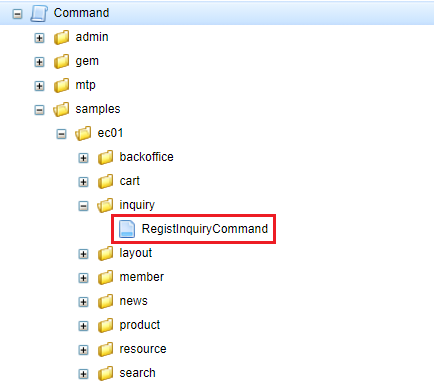 Command
admin
gem
mtp
samples
ec01
backoffice
cart
inquiry
RegistInquiryCommand
layout
member
news
product
resource
search